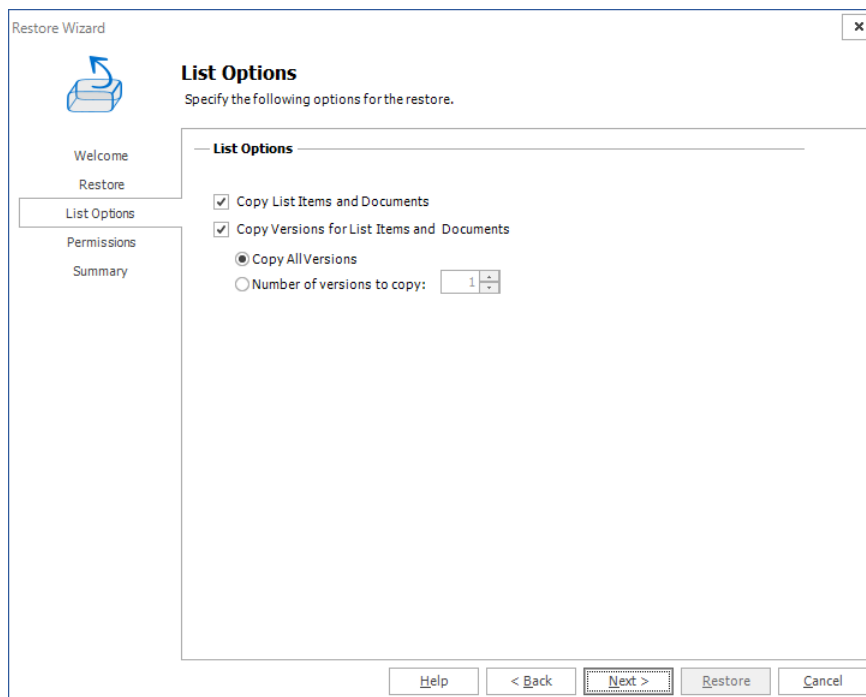 Restore Wizard
List Options
Specify the following options for the restore.
Welcome
Restore
List Options
Permissions
Summary
List Options
Copy List Items and Documents
Copy Versions for List Items and Documents
Copy All Versions
Number of versions to copy: 1
Help < Back Next > Restore Cancel